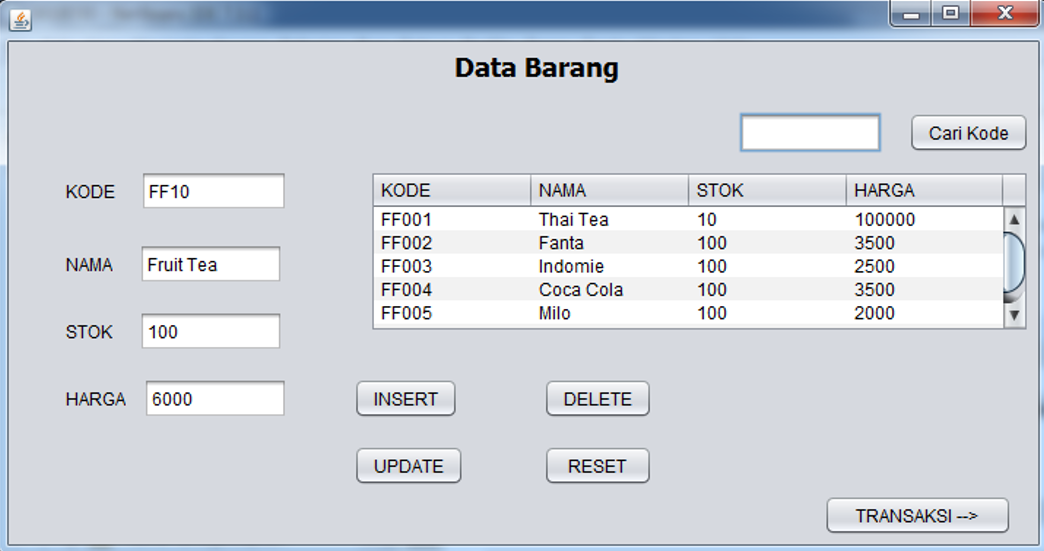 Data Barang
Cari Kode
KODE FF10
NAMA Fruit Tea
STOK 100
HARGA 6000
KODE NAMA STOK HARGA
FF001 Thai Tea 10 100000
FF002 Fanta 100 3500
FF003 Indomie 100 2500
FF004 Coca Cola 100 3500
FF005 Milo 100 2000
INSERT DELETE
UPDATE RESET
TRANSAKSI -->